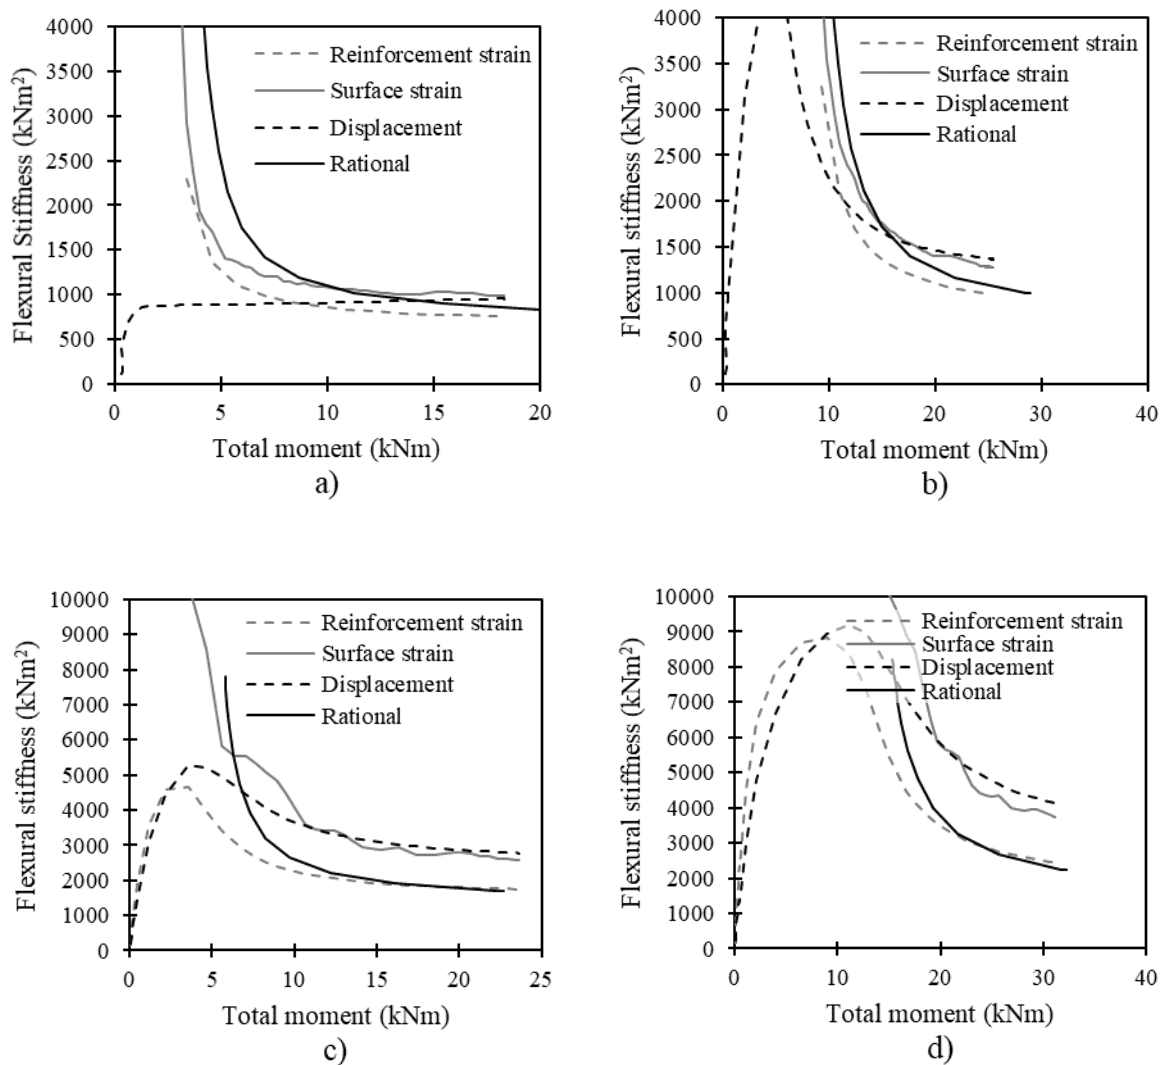 4000
3500
3000
2500
2000
1500
1000
500
0
Flexural Stiffness (kNm²)
Reinforcement strain
Surface strain
Displacement
Rational
0 5 10 15 20
Total moment (kNm)
a)
4000
3500
3000
2500
2000
1500
1000
500
0
Flexural stiffness (kNm²)
Reinforcement strain
Surface strain
Displacement
Rational
0 10 20 30 40
Total moment (kNm)
b)
10000
9000
8000
7000
6000
5000
4000
3000
2000
1000
0
Flexural stiffness (kNm²)
Reinforcement strain
Surface strain
Displacement
Rational
0 5 10 15 20 25
Total moment (kNm)
c)
10000
9000
8000
7000
6000
5000
4000
3000
2000
1000
0
Flexural stiffness (kNm²)
Reinforcement strain
Surface strain
Displacement
Rational
0 10 20 30 40
Total moment (kNm)
d)